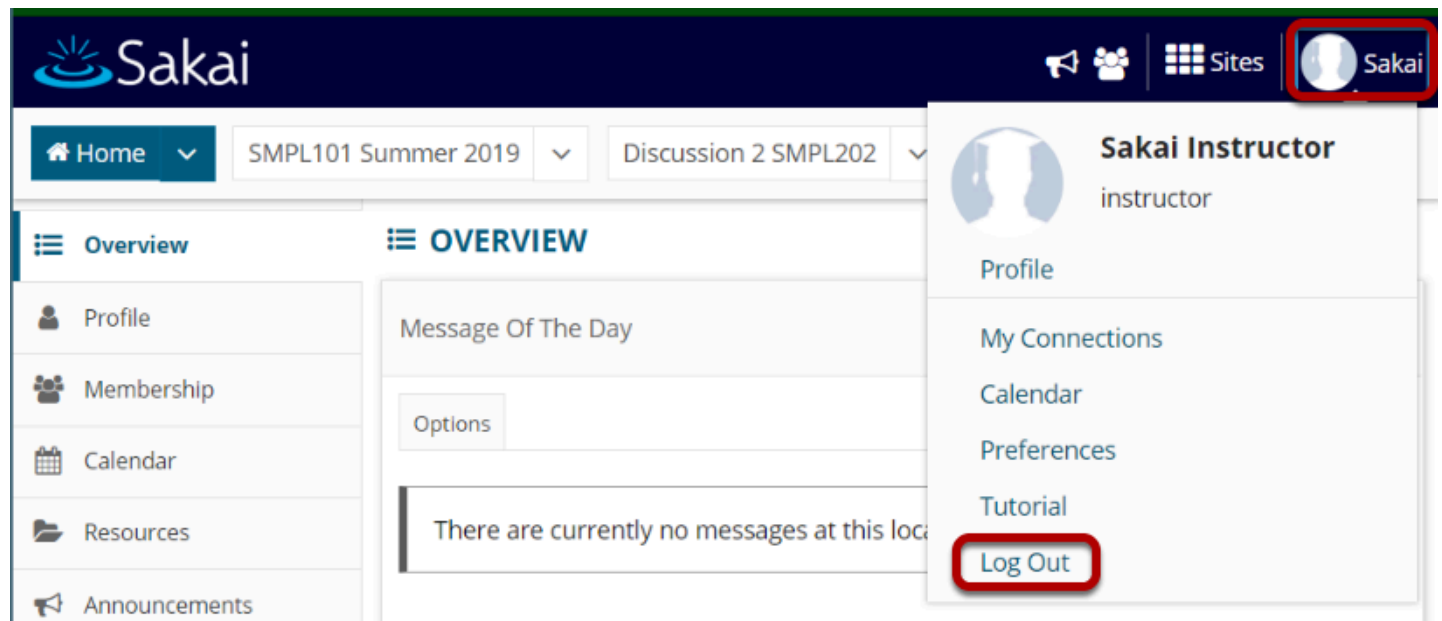 Sakai
Sites
Sakai
Home
SMPL101 Summer 2019
Discussion 2 SMPL202
Sakai Instructor
instructor
Profile
My Connections
Calendar
Preferences
Tutorial
Log Out
Overview
Profile
Membership
Calendar
Resources
Announcements
OVERVIEW
Message Of The Day
Options
There are currently no messages at this